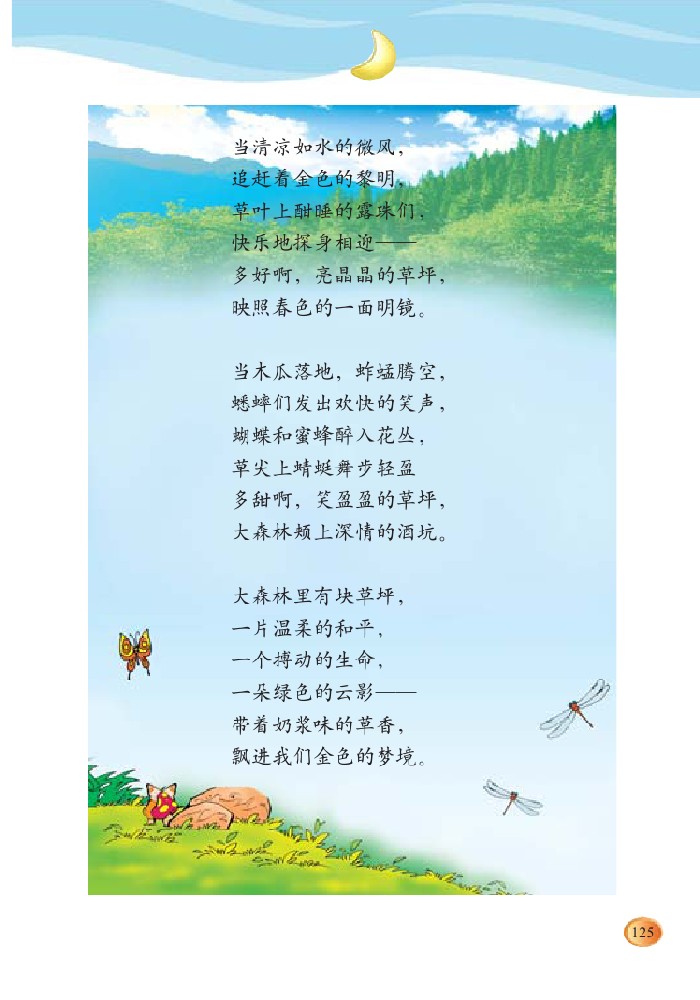 当清凉如水的微风，
追赶着金色的黎明，
草叶上酣睡的露珠们，
快乐地探身相迎——
多好啊，亮晶晶的草坪，
映照春色的一面明镜。
当木瓜落地，蚱蜢腾空，
蟋蟀们发出欢快的笑声，
蝴蝶和蜜蜂醉入花丛，
草尖上蜻蜓舞步轻盈
多甜啊，笑盈盈的草坪，
大森林颊上深情的酒坑。
大森林里有块草坪，
一片温柔的和平，
一个搏动的生命，
一朵绿色的云影——
带着奶浆味的草香，
飘进我们金色的梦境。
125